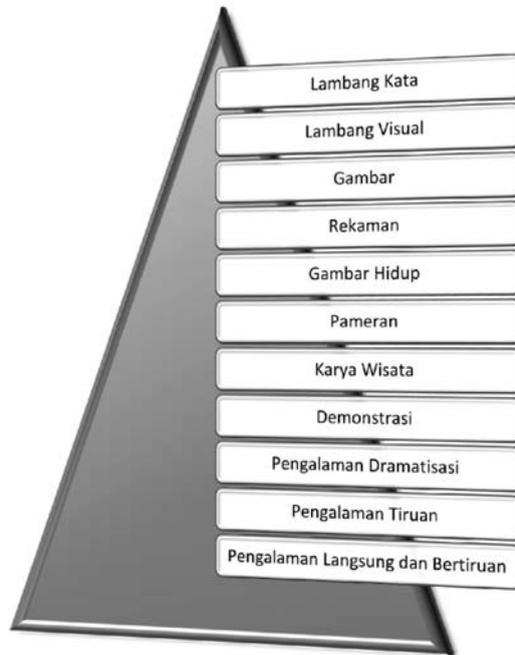 Lambang Kata
Lambang Visual
Gambar
Rekaman
Gambar Hidup
Pameran
Karya Wisata
Demonstrasi
Pengalaman Dramatisasi
Pengalaman Tiruan
Pengalaman Langsung dan Bertiruan